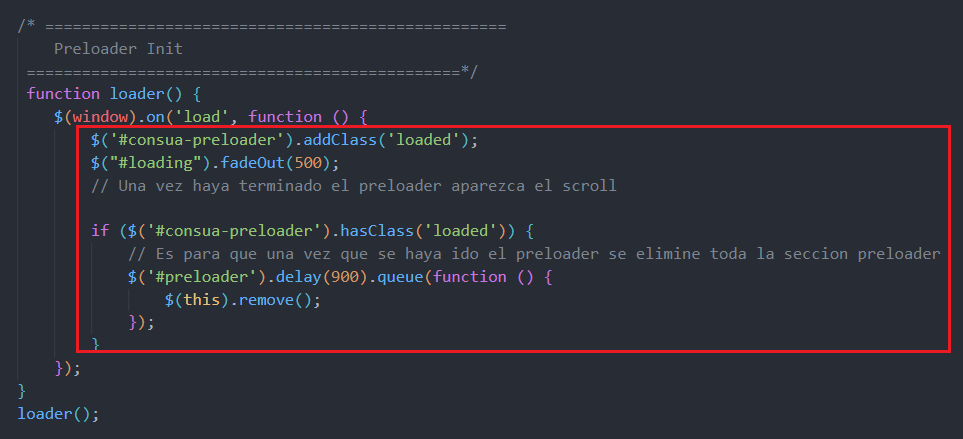 /* ==================================================
Preloader Init
===============================================*/
function loader() {
$(window).on('load', function () {
$('#consua-preloader').addClass('loaded');
$("#loading").fadeOut(500);
// Una vez haya terminado el preloader aparezca el scroll
if ($('#consua-preloader').hasClass('loaded')) {
// Es para que una vez que se haya ido el preloader se elimine toda la seccion preloader
$('#preloader').delay(900).queue(function () {
$(this).remove();
});
}
});
}
loader();